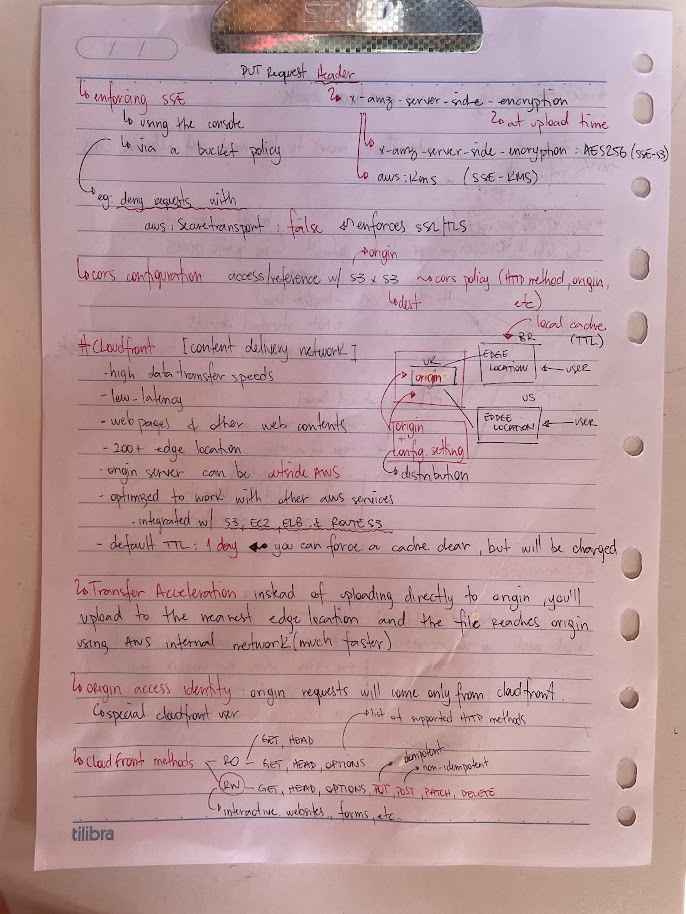 PUT Request Header
enforcing SSE
x-amz-server-side-encryption
using the console
at upload time
via a bucket policy
x-amz-server-side-encryption: AES256 (SSE-S3)
aws:kms (SSE-KMS)
eg: deny requests with
aws:Securetransport: false enforces SSL/TLS
origin
cors configuration access/reference w/ S3 x S3 cors policy (HTTP method, origin, etc)
dest
local cache (TTL)
# Cloudfront [content delivery network]
UK
origin
BR
EDGE LOCATION
USER
- high data transfer speeds
- low-latency
US
- web pages & other web contents
origin + config. setting
EDDGE LOCATION
USER
- 200+ edge location
- origin server can be outside AWS
distribution
- optimized to work with other aws services
- integrated w/ S3, EC2, ELB & ROUTE53
- default TTL: 1 day you can force a cache clear, but will be charged
Transfer Acceleration: instead of uploading directly to origin, you'll
upload to the nearest edge location and the file reaches origin
using AWS internal network (much faster)
origin access identity: origin requests will come only from cloudfront.
special cloudfront user
list of supported HTTP methods
GET, HEAD
cloudfront methods RO GET, HEAD, OPTIONS
idempotent
non-idempotent
RW - GET, HEAD, OPTIONS, PUT, POST, PATCH, DELETE
interactive websites, forms, etc.
tilibra